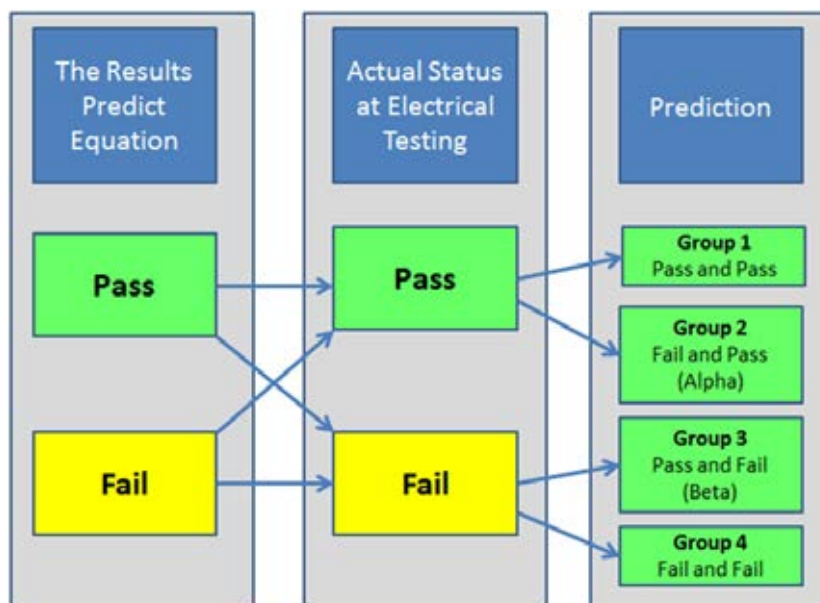 The Results
Predict
Equation
Actual Status
at Electrical
Testing
Prediction
Pass
Fail
Pass
Fail
Group 1
Pass and Pass
Group 2
Fail and Pass
(Alpha)
Group 3
Pass and Fail
(Beta)
Group 4
Fail and Fail